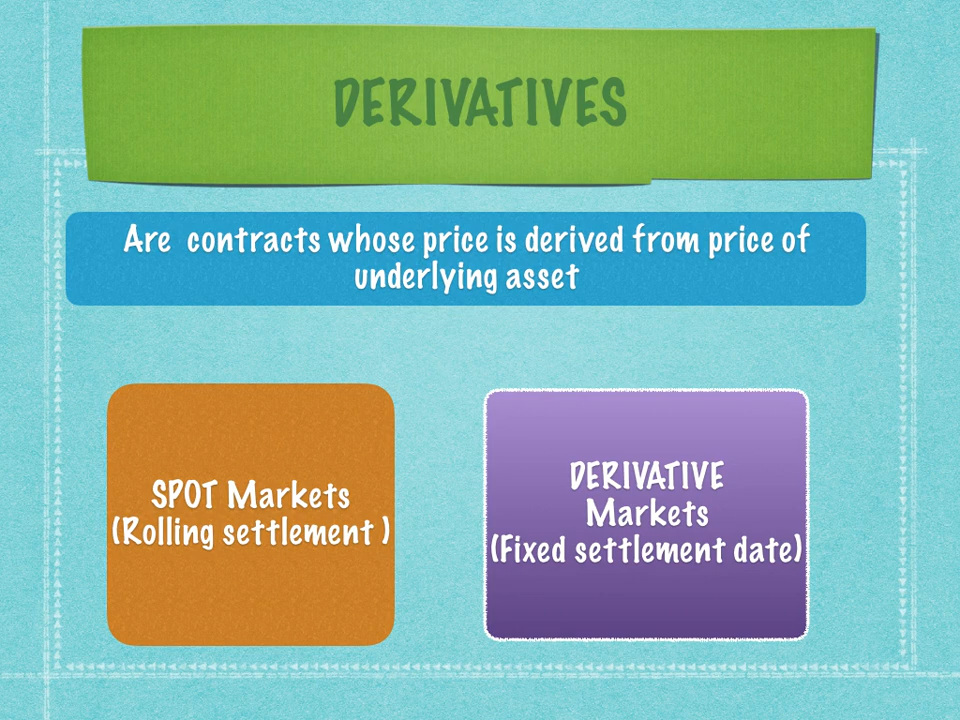 DERIVATIVES
Are contracts whose price is derived from price of
underlying asset
SPOT Markets
(Rolling settlement )
DERIVATIVE
Markets
(Fixed settlement date)